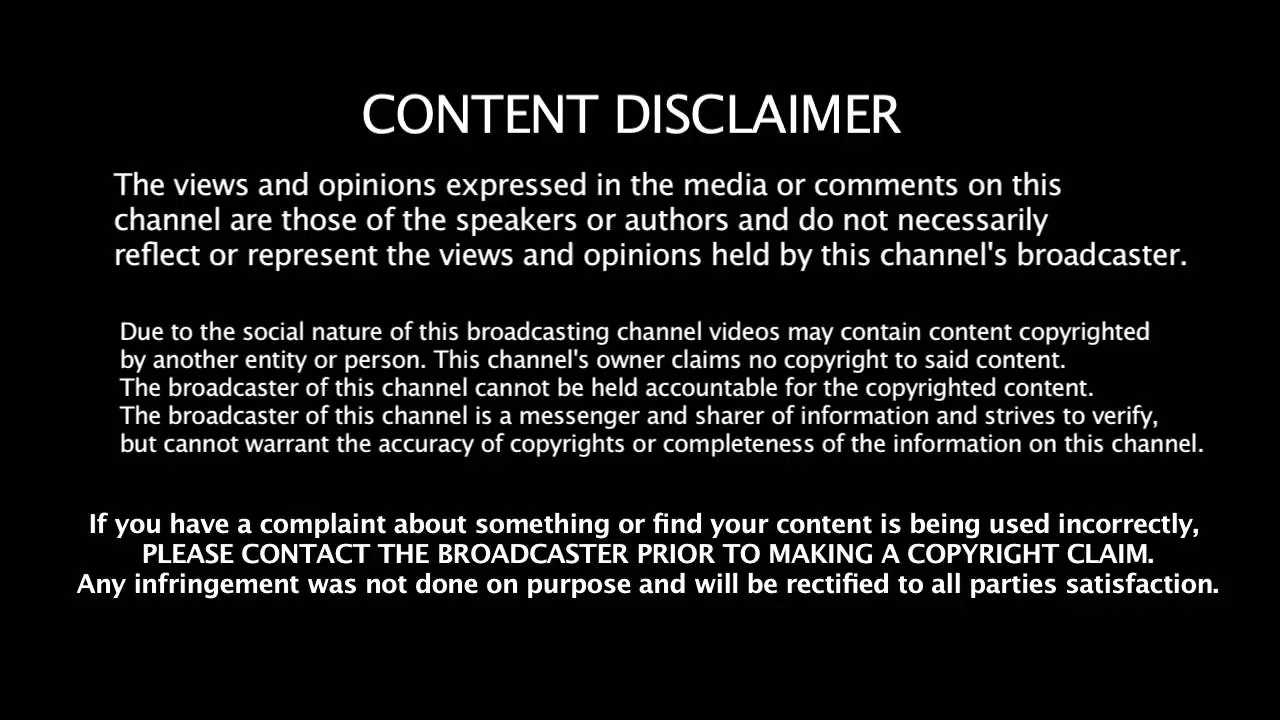 CONTENT DISCLAIMER
The views and opinions expressed in the media or comments on this
channel are those of the speakers or authors and do not necessarily
reflect or represent the views and opinions held by this channel's broadcaster.
Due to the social nature of this broadcasting channel videos may contain content copyrighted
by another entity or person. This channel's owner claims no copyright to said content.
The broadcaster of this channel cannot be held accountable for the copyrighted content.
The broadcaster of this channel is a messenger and sharer of information and strives to verify,
but cannot warrant the accuracy of copyrights or completeness of the information on this channel.
If you have a complaint about something or find your content is being used incorrectly,
PLEASE CONTACT THE BROADCASTER PRIOR TO MAKING A COPYRIGHT CLAIM.
Any infringement was not done on purpose and will be rectified to all parties satisfaction.